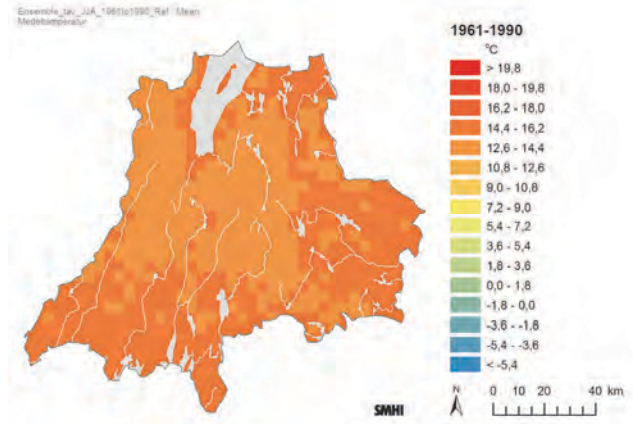 Ensemble_tav_JJA_1961to1990_Ref Mean
Medeltemperatur
1961-1990
°C
> 19,8
18,0 - 19,8
16,2 - 18,0
14,4 - 16,2
12,6 - 14,4
10,8 - 12,6
9,0 - 10,8
7,2 - 9,0
5,4 - 7,2
3,6 - 5,4
1,8 - 3,6
0,0 - 1,8
-1,8 - 0,0
-3,6 - -1,8
-5,4 - -3,6
< -5,4
N
0 10 20 40 km
SMHI